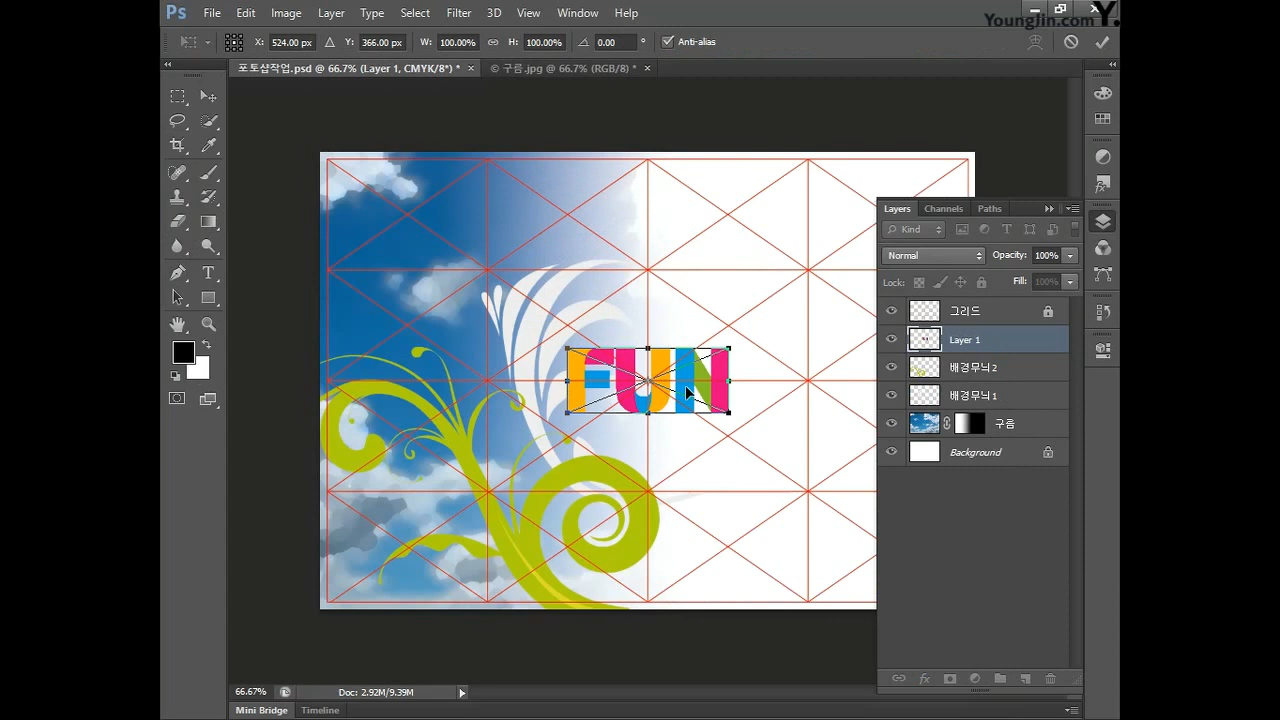 Ps File Edit Image Layer Type Select Filter 3D View Window Help
YoungJin.com Y.
X: 524.00 px Y: 366.00 px W: 100.00% H: 100.00% 0.00 ° Anti-alias
포토샵작업.psd @ 66.7% (Layer 1, CMYK/8*) * × © 구름.jpg @ 66.7% (RGB/8) * ×
Layers Channels Paths
Kind
Normal Opacity: 100%
Lock: Fill: 100%
그리드
Layer 1
배경무늬2
배경무늬1
구름
Background
FUN
66.67% Doc: 2.92M/9.39M
Mini Bridge Timeline